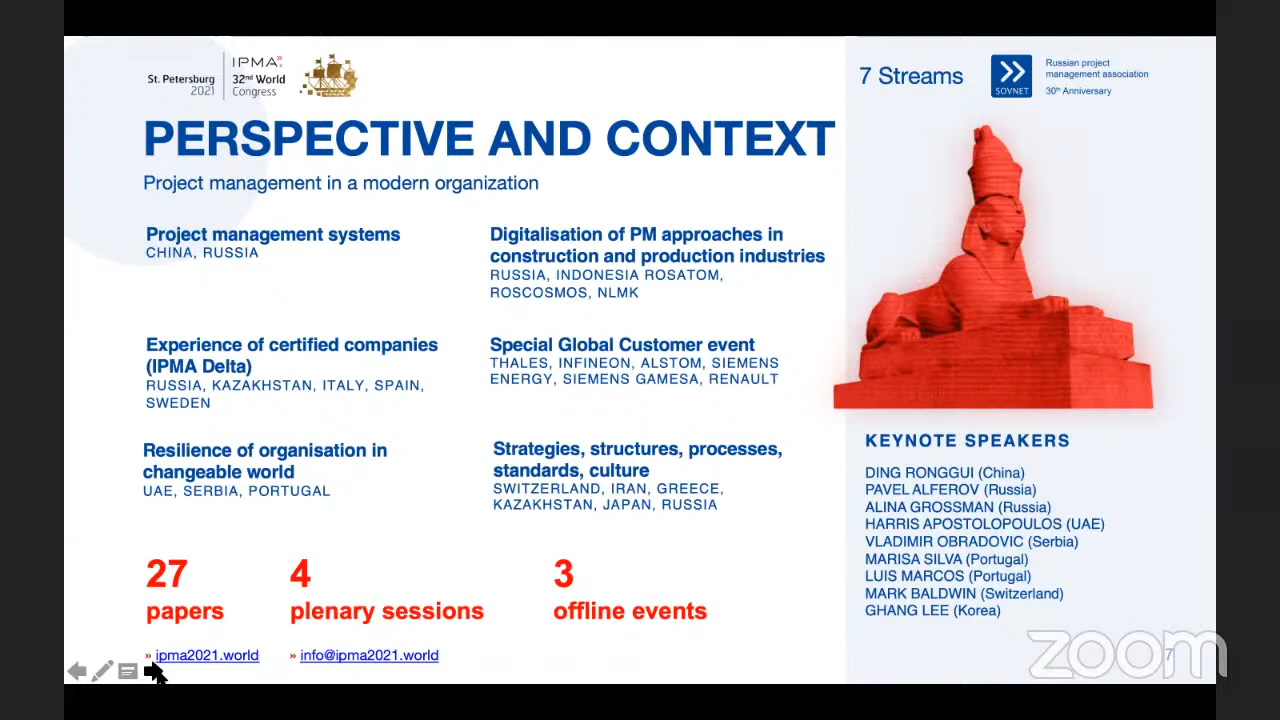 St. Petersburg
2021
IPMA»
32nd World
Congress
7 Streams
SOVNET
Russian project
management association
30th Anniversary
PERSPECTIVE AND CONTEXT
Project management in a modern organization
Project management systems
CHINA, RUSSIA
Digitalisation of PM approaches in
construction and production industries
RUSSIA, INDONESIA ROSATOM,
ROSCOSMOS, NLMK
Experience of certified companies
(IPMA Delta)
RUSSIA, KAZAKHSTAN, ITALY, SPAIN,
SWEDEN
Special Global Customer event
THALES, INFINEON, ALSTOM, SIEMENS
ENERGY, SIEMENS GAMESA, RENAULT
Resilience of organisation in
changeable world
UAE, SERBIA, PORTUGAL
Strategies, structures, processes,
standards, culture
SWITZERLAND, IRAN, GREECE,
KAZAKHSTAN, JAPAN, RUSSIA
27
papers
4
plenary sessions
3
offline events
» ipma2021.world
» info@ipma2021.world
KEYNOTE SPEAKERS
DING RONGGUI (China)
PAVEL ALFEROV (Russia)
ALINA GROSSMAN (Russia)
HARRIS APOSTOLOPOULOS (UAE)
VLADIMIR OBRADOVIC (Serbia)
MARISA SILVA (Portugal)
LUIS MARCOS (Portugal)
MARK BALDWIN (Switzerland)
GHANG LEE (Korea)
zoom
7